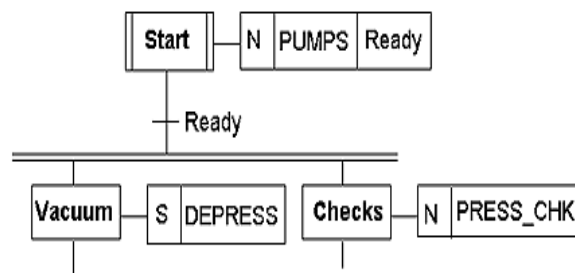 Start N PUMPS Ready
Ready
Vacuum S DEPRESS Checks N PRESS_CHK